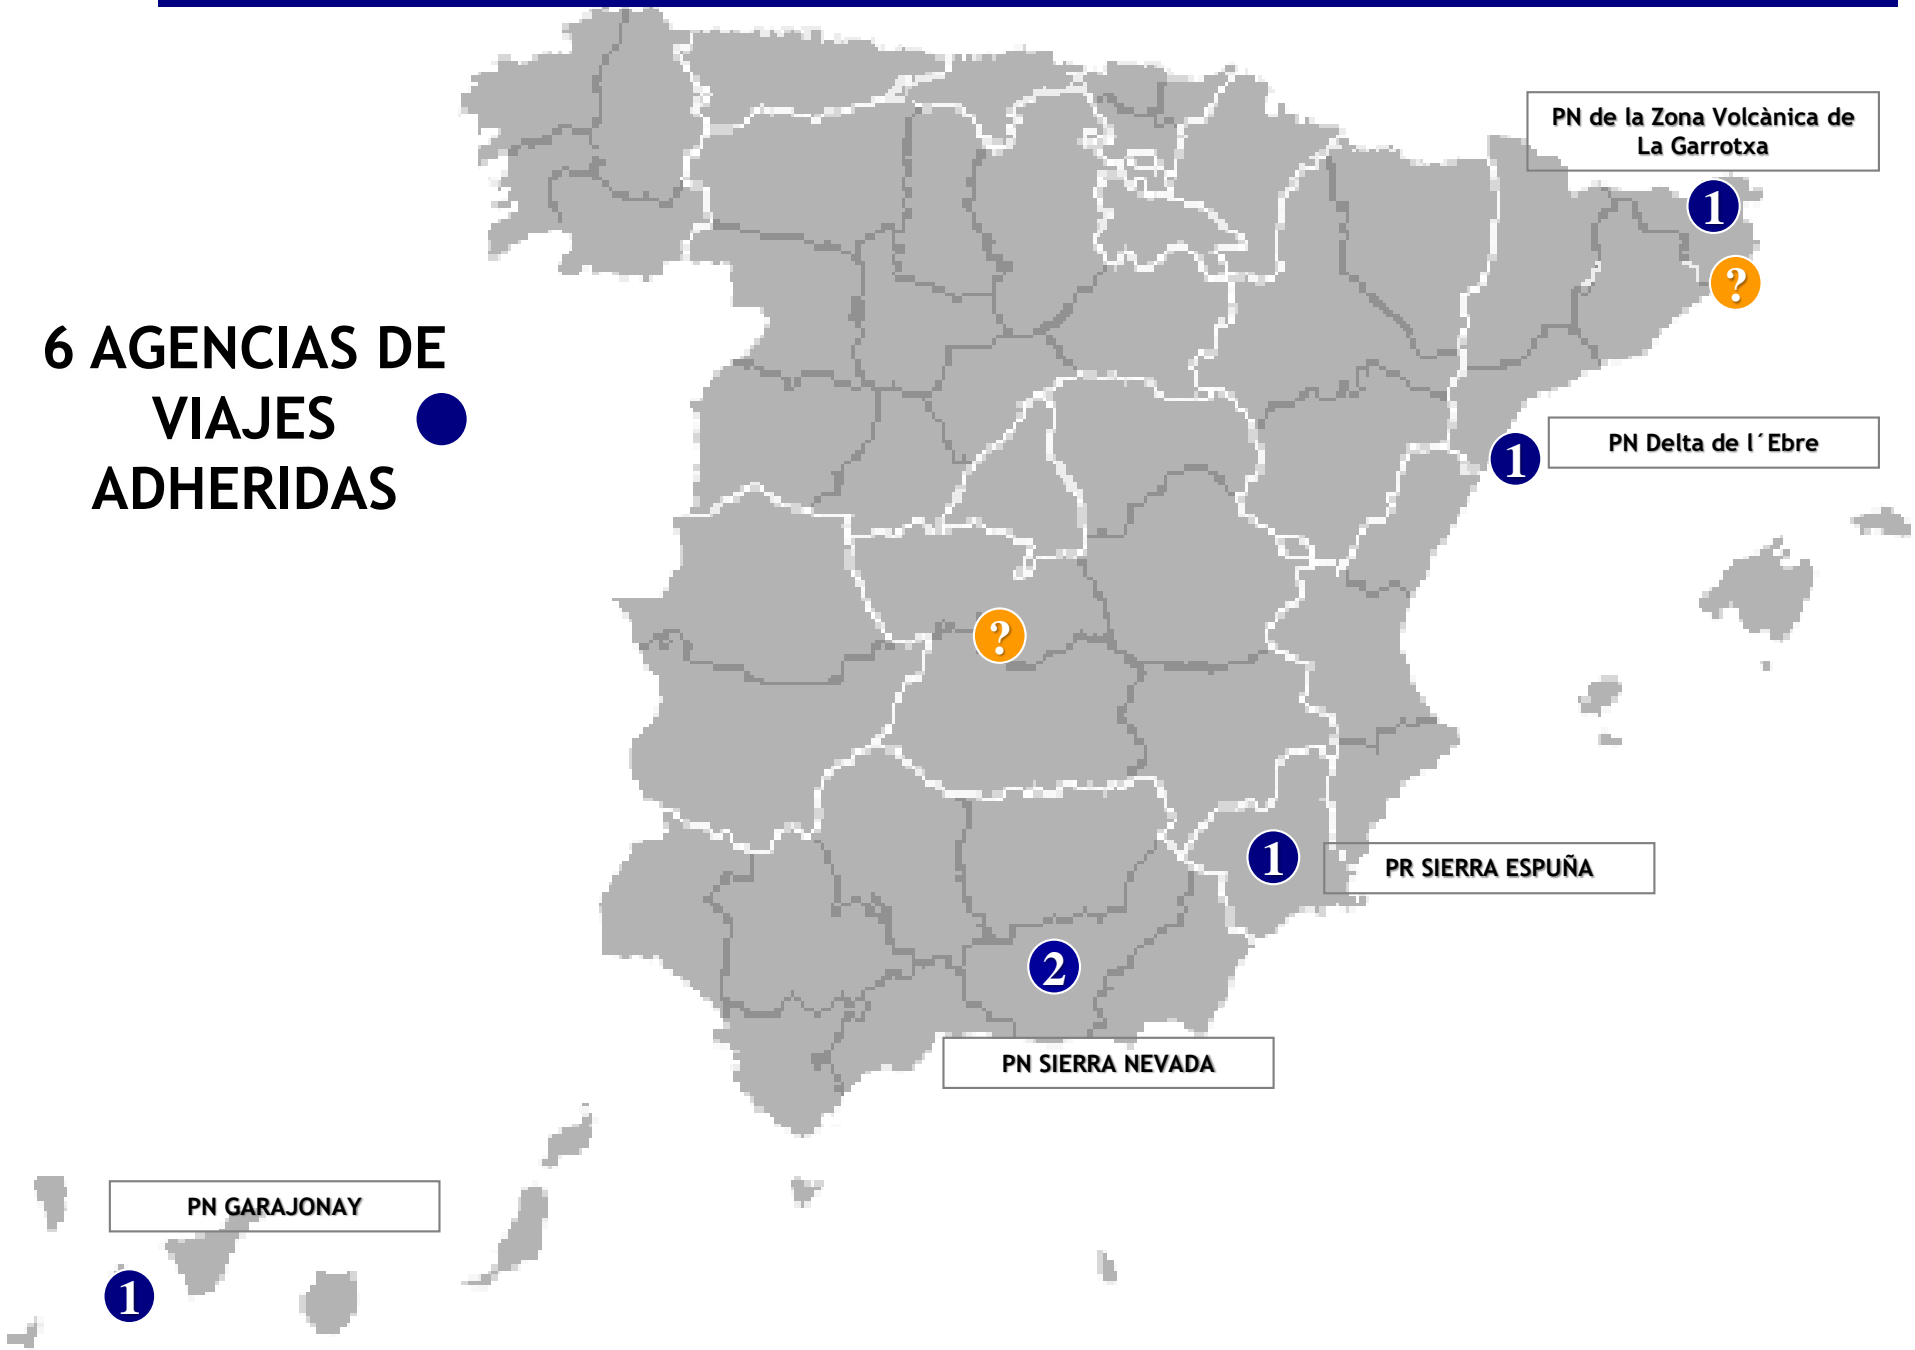 PN de la Zona Volcànica de
La Garrotxa
1
?
6 AGENCIAS DE
VIAJES
ADHERIDAS
PN Delta de l´Ebre
1
?
1
PR SIERRA ESPUÑA
2
PN SIERRA NEVADA
PN GARAJONAY
1